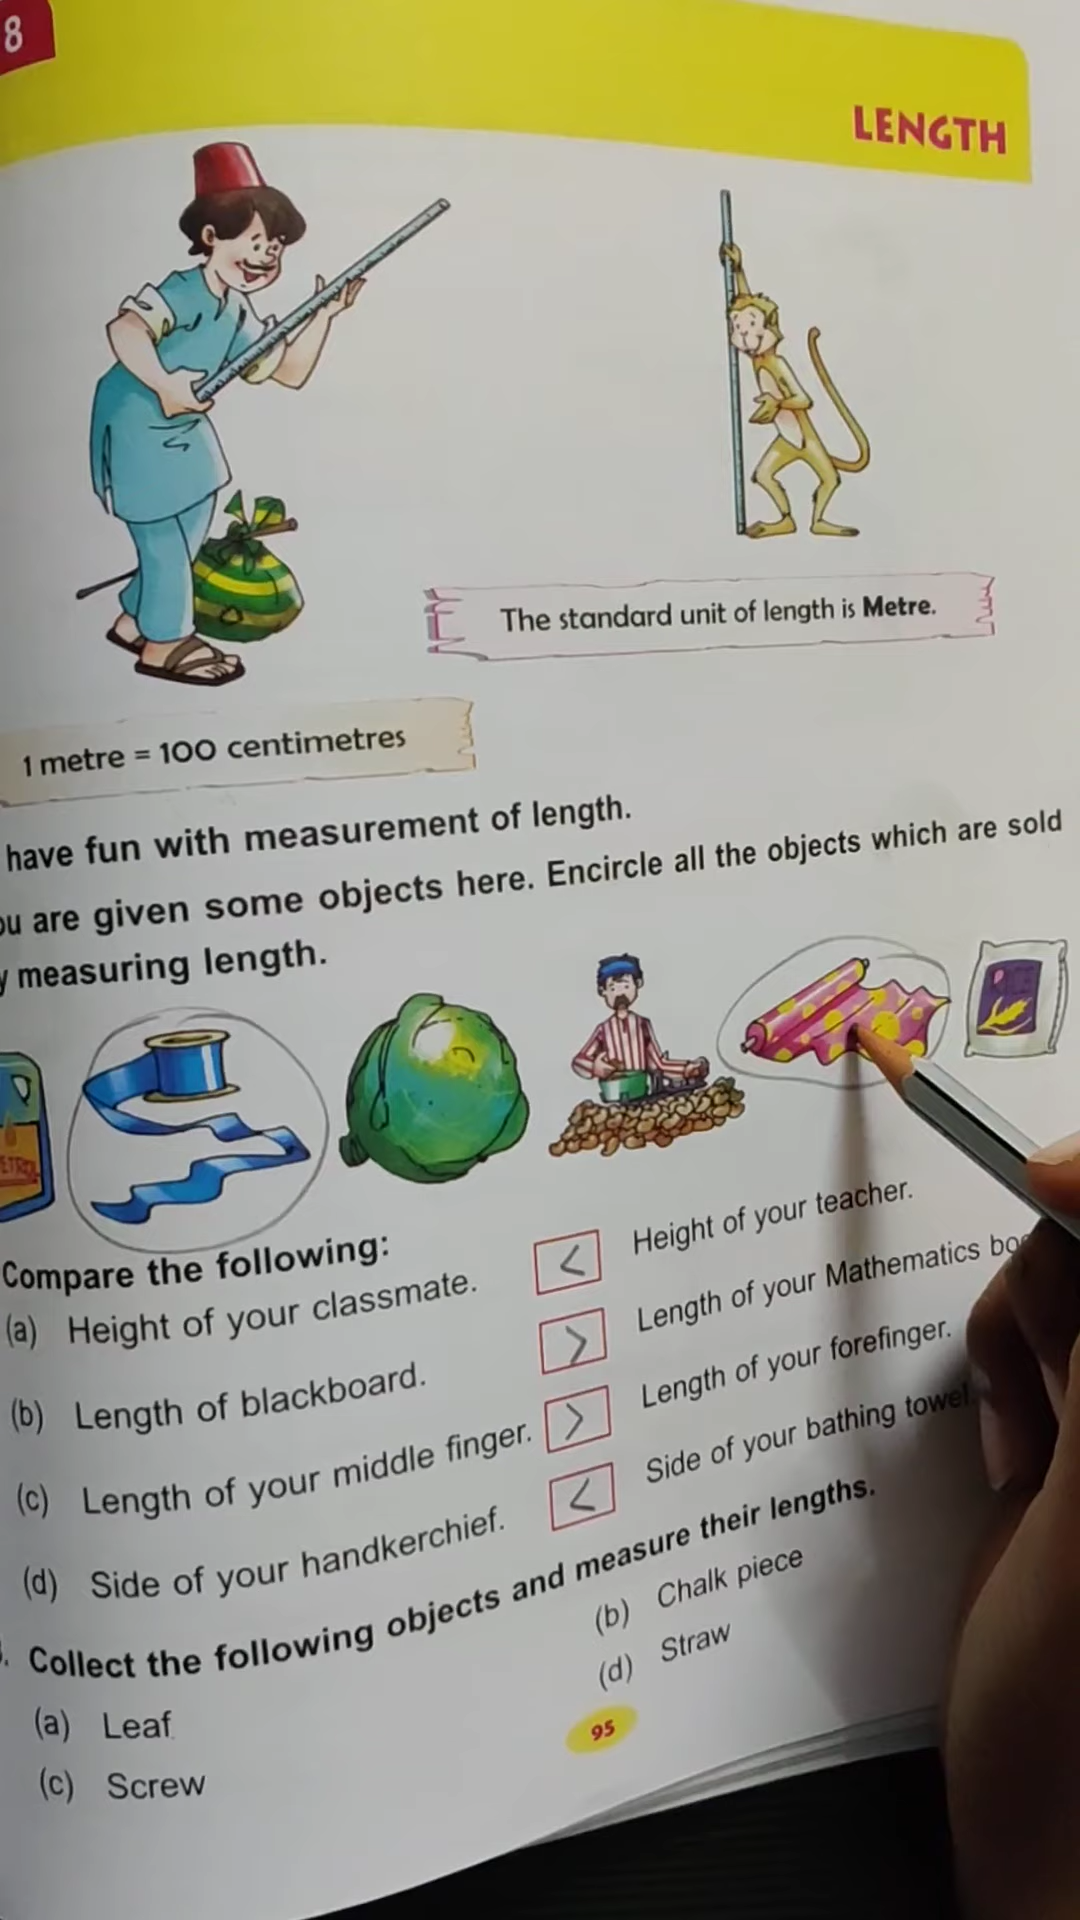 8
LENGTH
The standard unit of length is Metre.
1 metre = 100 centimetres
have fun with measurement of length.
ou are given some objects here. Encircle all the objects which are sold
y measuring length.
ETROL
Compare the following:
(a) Height of your classmate. < Height of your teacher.
(b) Length of blackboard. > Length of your Mathematics boo
(c) Length of your middle finger. > Length of your forefinger.
(d) Side of your handkerchief. < Side of your bathing towel.
. Collect the following objects and measure their lengths.
(a) Leaf
(b) Chalk piece
(c) Screw
(d) Straw
95